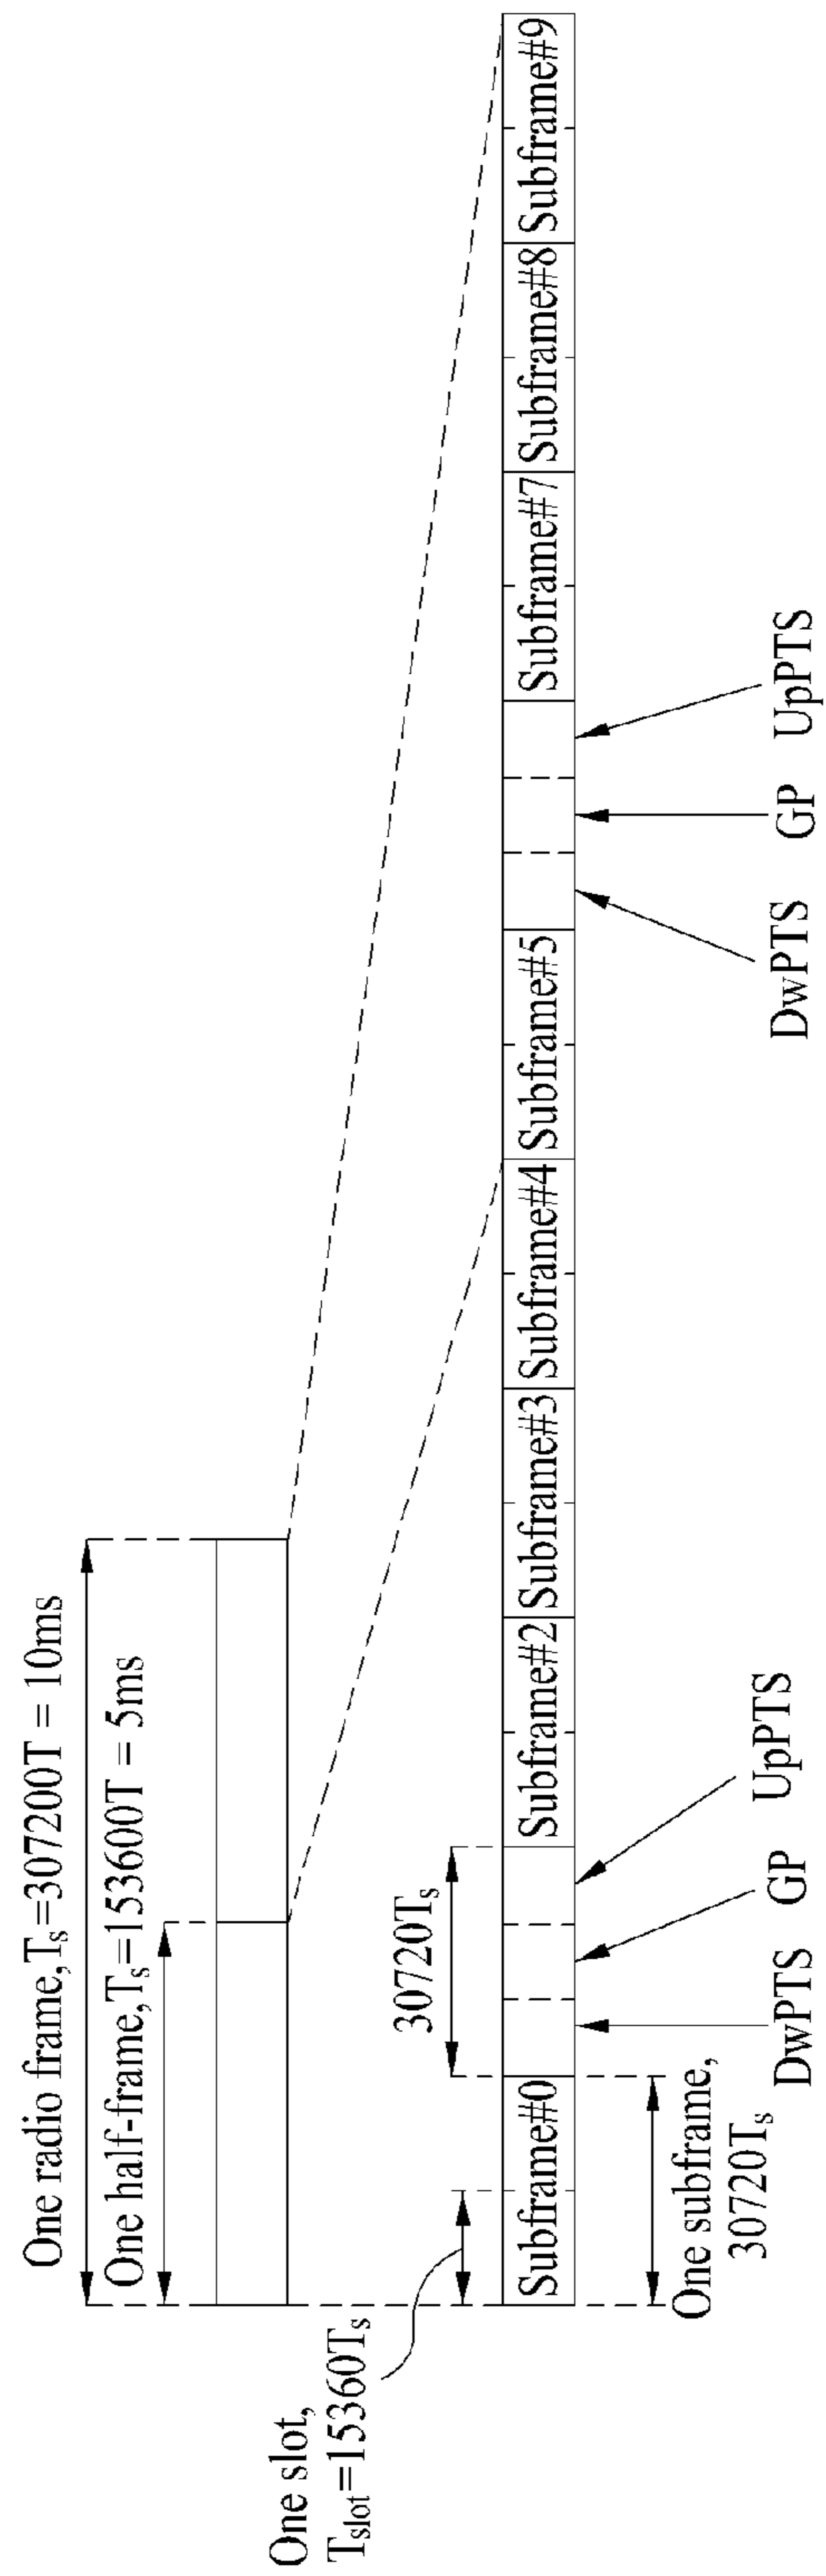 One radio frame,Ts=307200T = 10ms
One half-frame,Ts=153600T = 5ms
One slot,
Tslot=15360Ts
30720Ts
Subframe#0
Subframe#2
Subframe#3
Subframe#4
Subframe#5
Subframe#7
Subframe#8
Subframe#9
One subframe,
30720Ts
DwPTS
GP
UpPTS
DwPTS
GP
UpPTS